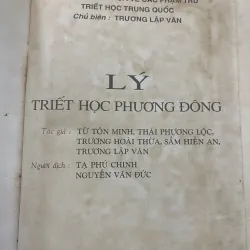 TRIẾT HỌC TRUNG QUỐC
Chủ biên: TRƯƠNG LẬP VĂN
LÝ
TRIẾT HỌC PHƯƠNG ĐÔNG
Tác giả: TỪ TÔN MINH, THÁI PHƯƠNG LỘC,
TRƯƠNG HOÀI THỪA, SẦM HIỀN AN,
TRƯƠNG LẬP VĂN
Người dịch: TẠ PHÚ CHINH
NGUYỄN VĂN ĐỨC